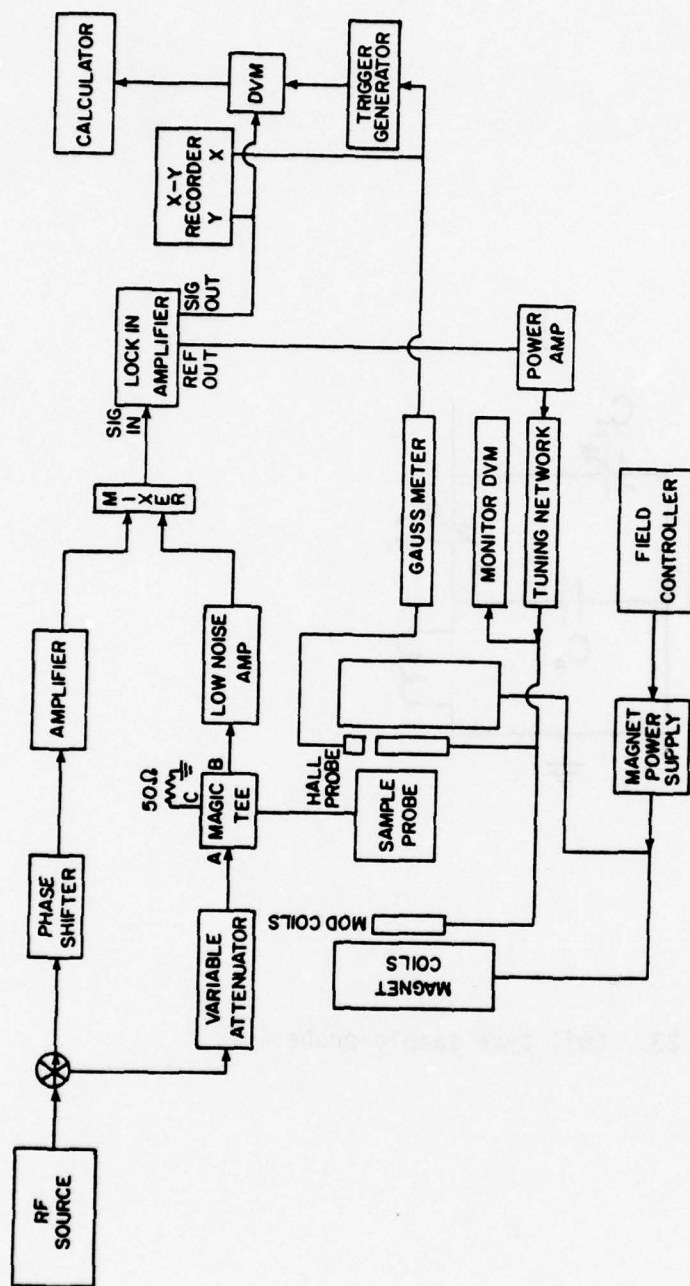 RF
SOURCE
PHASE
SHIFTER
AMPLIFIER
MIXER
SIG
IN
LOCK IN
AMPLIFIER
REF
OUT
SIG
OUT
X-Y
RECORDER
Y
X
CALCULATOR
DVM
TRIGGER
GENERATOR
VARIABLE
ATTENUATOR
50Ω
C
A
MAGIC
TEE
B
LOW NOISE
AMP
HALL
PROBE
SAMPLE
PROBE
MOD COILS
MAGNET
COILS
GAUSS METER
MONITOR DVM
TUNING NETWORK
POWER
AMP
MAGNET
POWER
SUPPLY
FIELD
CONTROLLER